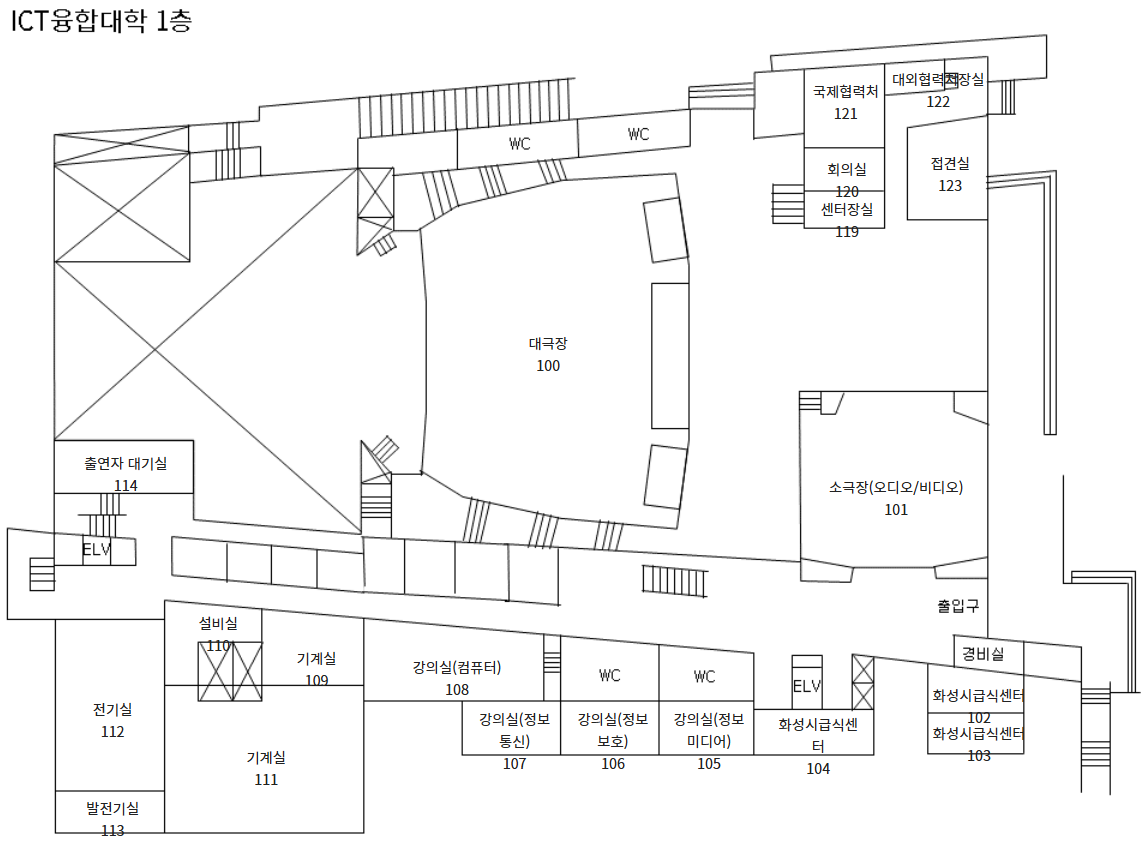 ICT융합대학 1층
국제협력처
121
대외협력처장실
122
WC
WC
회의실
120
접견실
123
센터장실
119
대극장
100
출연자 대기실
114
소극장(오디오/비디오)
101
ELV
출입구
설비실
110
기계실
109
강의실(컴퓨터)
108
WC
WC
ELV
경비실
화성시급식센터
102
화성시급식센터
103
전기실
112
강의실(정보
통신)
107
강의실(정보
보호)
106
강의실(정보
미디어)
105
화성시급식센
터
104
기계실
111
발전기실
113